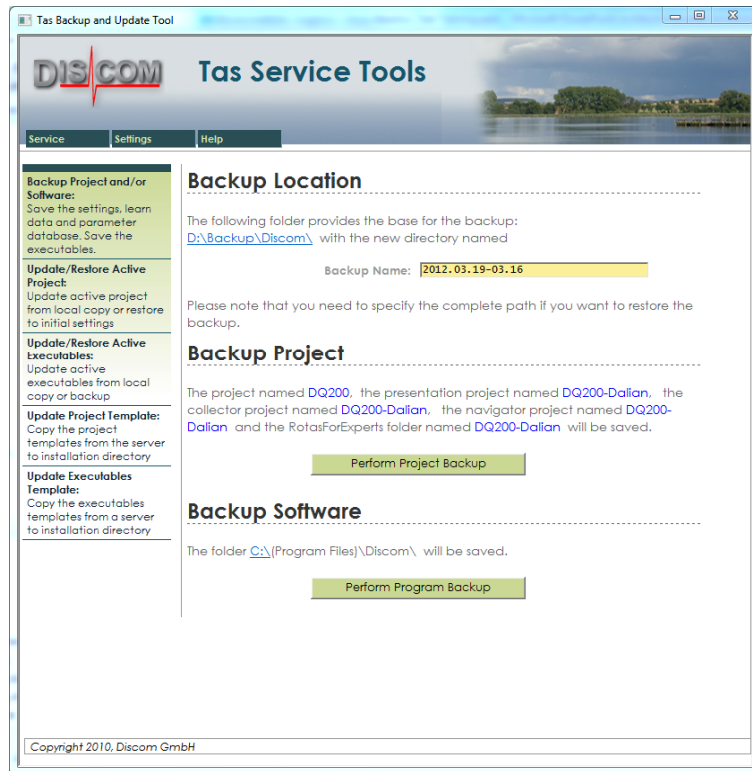 Tas Backup and Update Tool
DISCOM
Tas Service Tools
Service
Settings
Help
Backup Project and/or
Software:
Save the settings, learn
data and parameter
database. Save the
executables.
Update/Restore Active
Project:
Update active project
from local copy or restore
to initial settings
Update/Restore Active
Executables:
Update active
executables from local
copy or backup
Update Project Template:
Copy the project
templates from the server
to installation directory
Update Executables
Template:
Copy the executables
templates from a server
to installation directory
Backup Location
The following folder provides the base for the backup:
D:\Backup\Discom\ with the new directory named
Backup Name: 2012.03.19-03.16
Please note that you need to specify the complete path if you want to restore the
backup.
Backup Project
The project named DQ200, the presentation project named DQ200-Dalian, the
collector project named DQ200-Dalian, the navigator project named DQ200-
Dalian and the RotasForExperts folder named DQ200-Dalian will be saved.
Perform Project Backup
Backup Software
The folder C:\(Program Files)\Discom\ will be saved.
Perform Program Backup
Copyright 2010, Discom GmbH